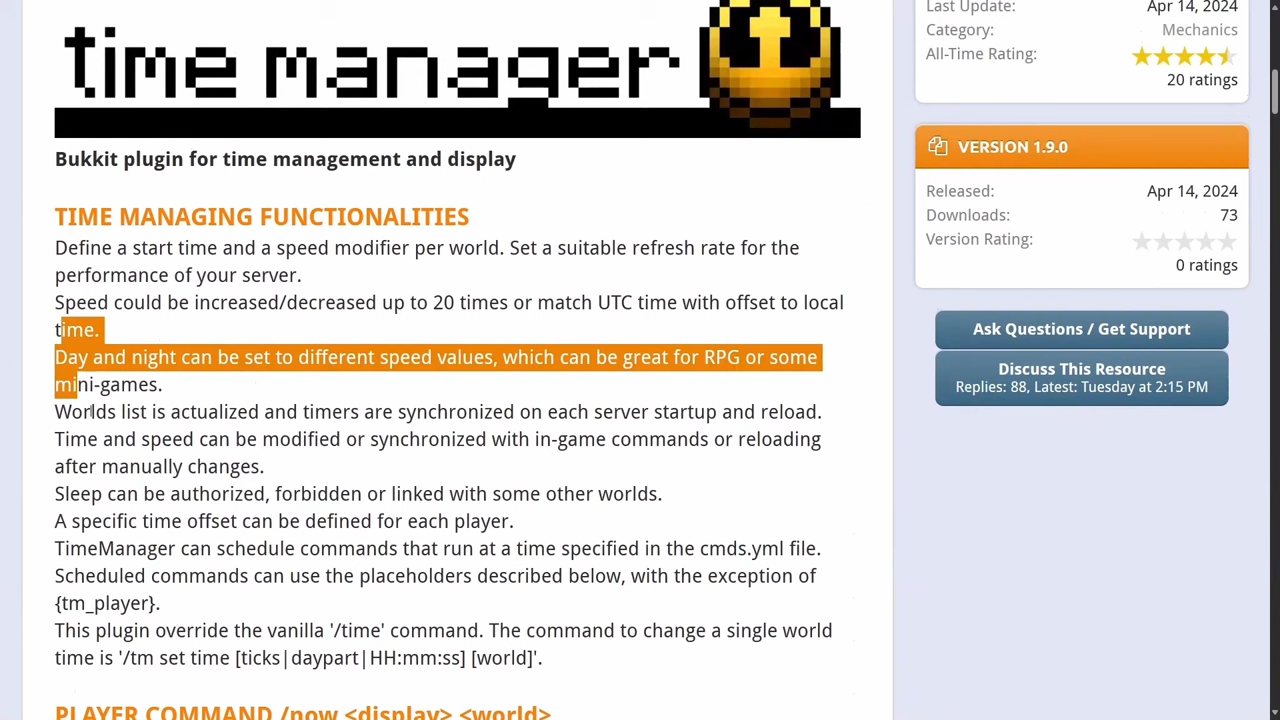 time manager
Bukkit plugin for time management and display
TIME MANAGING FUNCTIONALITIES
Define a start time and a speed modifier per world. Set a suitable refresh rate for the
performance of your server.
Speed could be increased/decreased up to 20 times or match UTC time with offset to local
time.
Day and night can be set to different speed values, which can be great for RPG or some
mini-games.
Worlds list is actualized and timers are synchronized on each server startup and reload.
Time and speed can be modified or synchronized with in-game commands or reloading
after manually changes.
Sleep can be authorized, forbidden or linked with some other worlds.
A specific time offset can be defined for each player.
TimeManager can schedule commands that run at a time specified in the cmds.yml file.
Scheduled commands can use the placeholders described below, with the exception of
{tm_player}.
This plugin override the vanilla '/time' command. The command to change a single world
time is '/tm set time [ticks|daypart|HH:mm:ss] [world]'.
PLAYER COMMAND /now <display> <world>
Last Update: Apr 14, 2024
Category: Mechanics
All-Time Rating:
20 ratings
VERSION 1.9.0
Released: Apr 14, 2024
Downloads: 73
Version Rating:
0 ratings
Ask Questions / Get Support
Discuss This Resource
Replies: 88, Latest: Tuesday at 2:15 PM